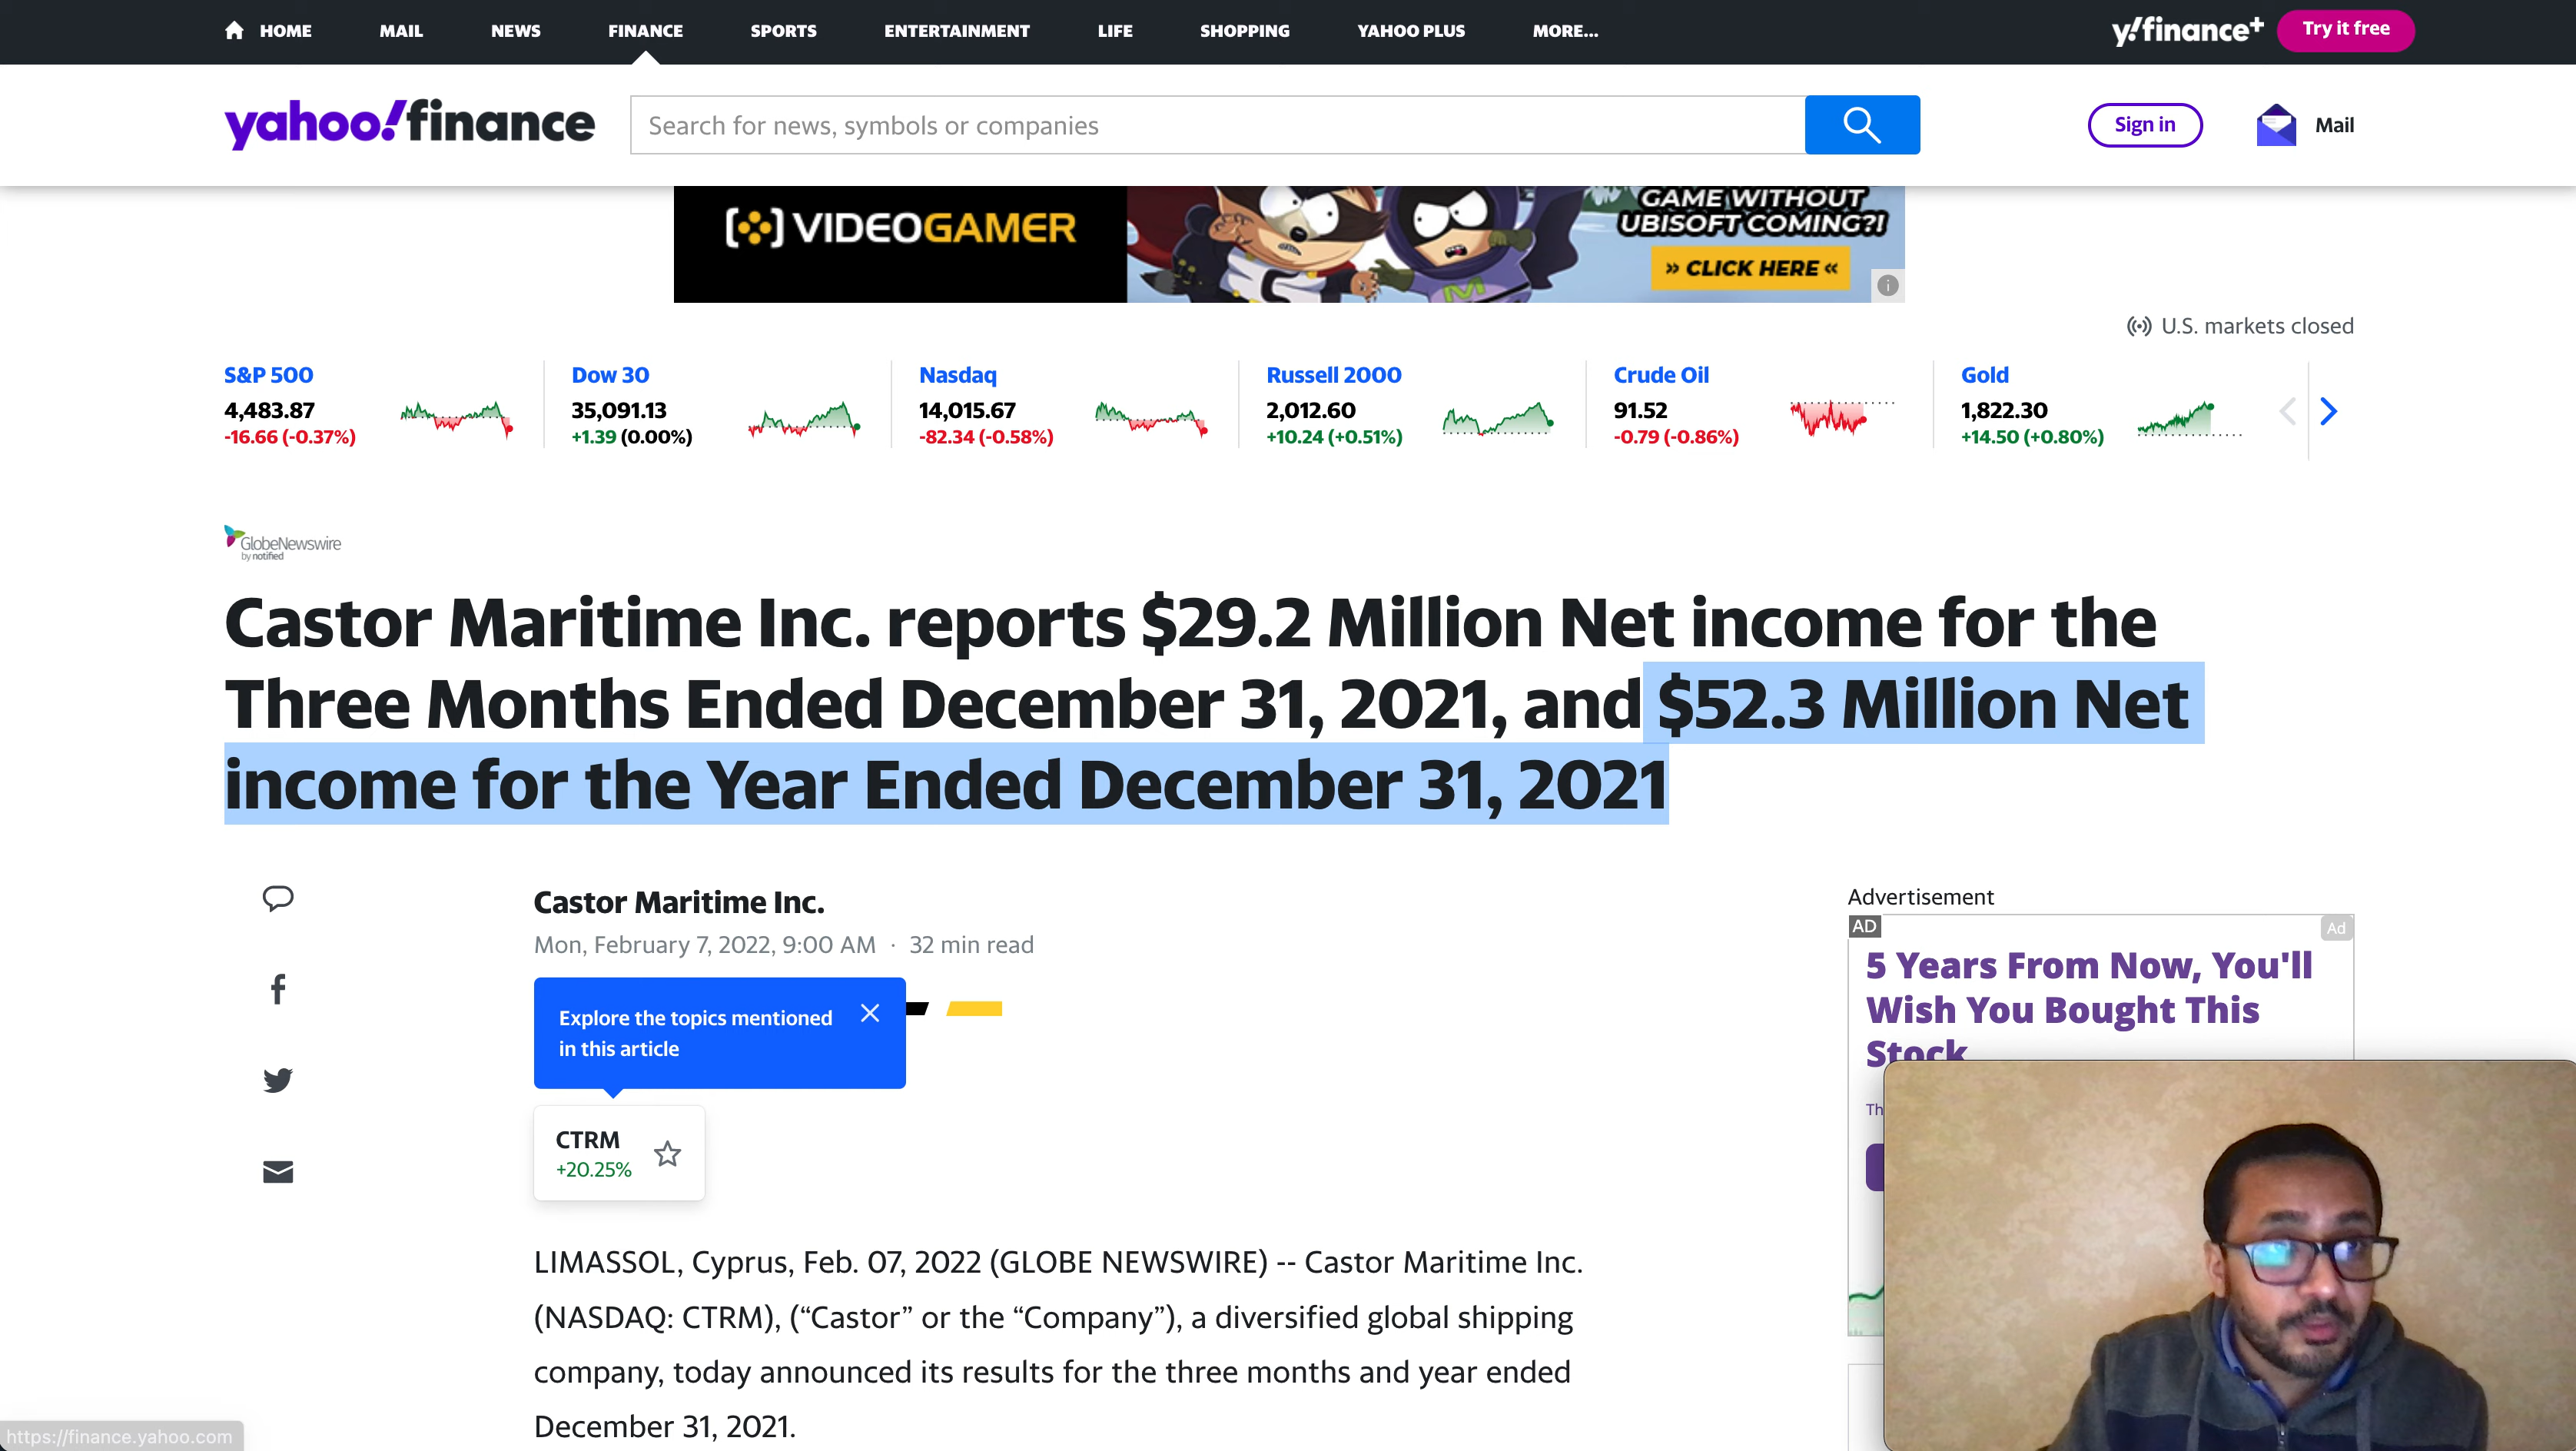 HOME MAIL NEWS FINANCE SPORTS ENTERTAINMENT LIFE SHOPPING YAHOO PLUS MORE... y!finance+ Try it free
yahoo!finance Search for news, symbols or companies Sign in Mail
[ ] VIDEOGAMER
GAME WITHOUT
UBISOFT COMING?!
» CLICK HERE «
U.S. markets closed
S&P 500
4,483.87
-16.66 (-0.37%)
Dow 30
35,091.13
+1.39 (0.00%)
Nasdaq
14,015.67
-82.34 (-0.58%)
Russell 2000
2,012.60
+10.24 (+0.51%)
Crude Oil
91.52
-0.79 (-0.86%)
Gold
1,822.30
+14.50 (+0.80%)
GlobeNewswire
by notified
Castor Maritime Inc. reports $29.2 Million Net income for the
Three Months Ended December 31, 2021, and $52.3 Million Net
income for the Year Ended December 31, 2021
Castor Maritime Inc.
Mon, February 7, 2022, 9:00 AM · 32 min read
Explore the topics mentioned
in this article
CTRM
+20.25%
LIMASSOL, Cyprus, Feb. 07, 2022 (GLOBE NEWSWIRE) -- Castor Maritime Inc.
(NASDAQ: CTRM), (“Castor” or the “Company”), a diversified global shipping
company, today announced its results for the three months and year ended
December 31, 2021.
Advertisement
AD Ad
5 Years From Now, You'll
Wish You Bought This
Stock
Th
https://finance.yahoo.com